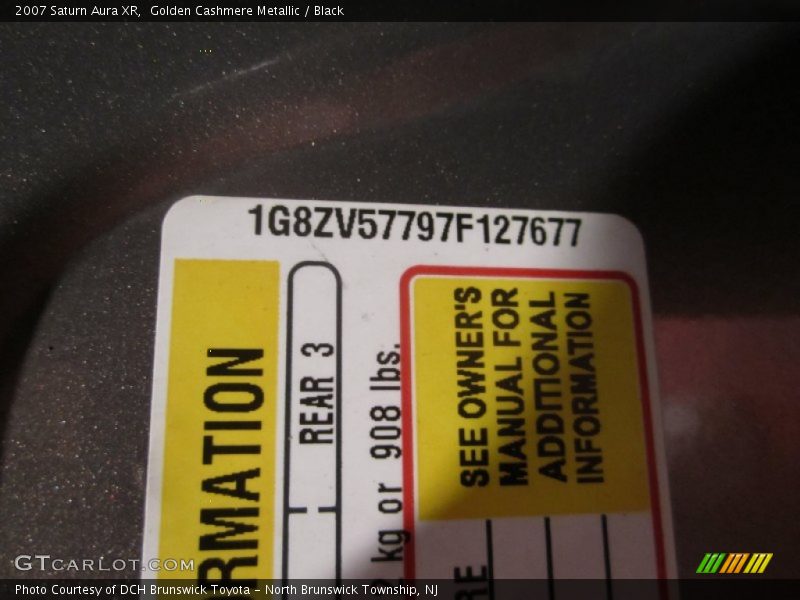 2007 Saturn Aura XR,  Golden Cashmere Metallic / Black
1G8ZV57797F127677
REAR 3
kg or 908 lbs.
SEE OWNER'S
MANUAL FOR
ADDITIONAL
INFORMATION
GTCARLOT.COM
Photo Courtesy of DCH Brunswick Toyota – North Brunswick Township, NJ